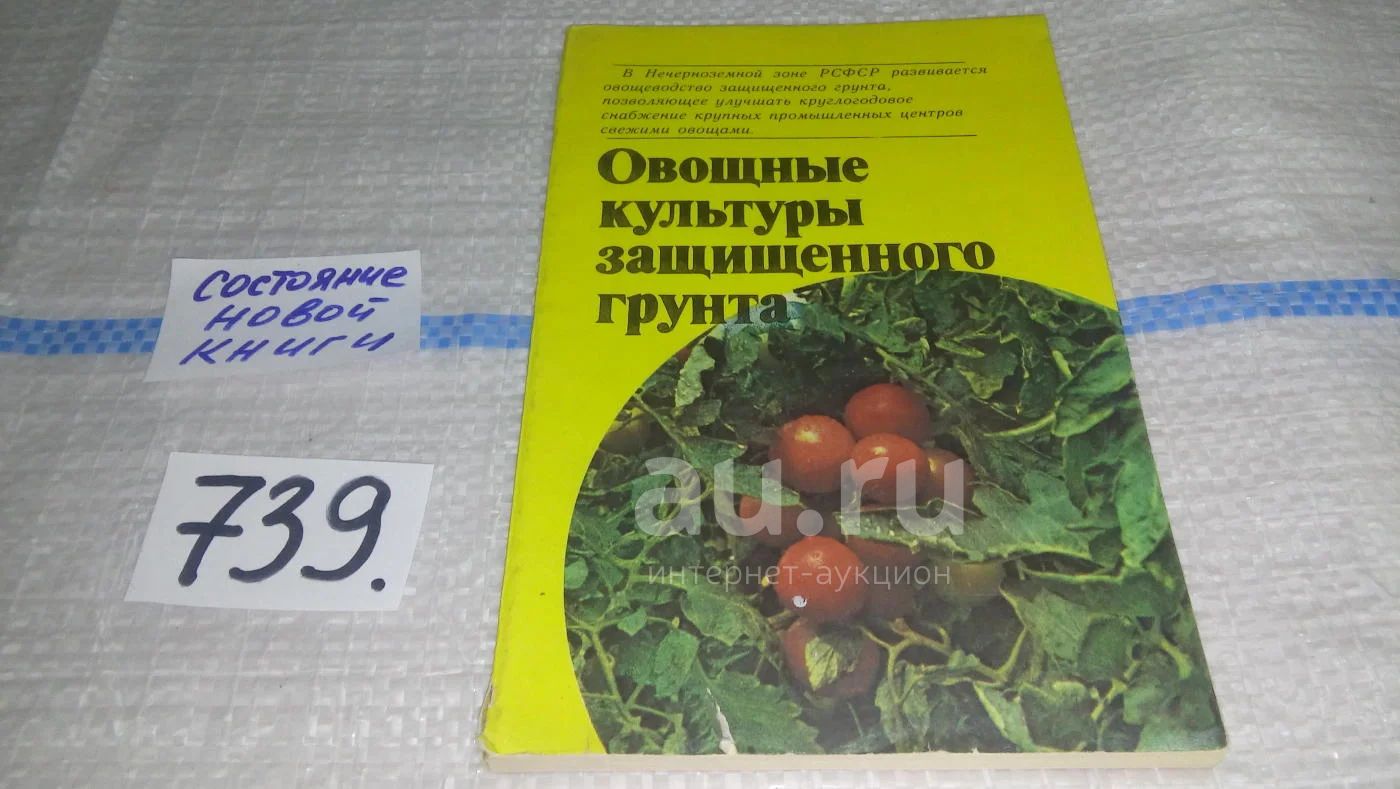 В Нечерноземной зоне РСФСР развивается
овощеводство защищенного грунта,
позволяющее улучшать круглогодовое
снабжение крупных промышленных центров
свежими овощами.
Овощные
культуры
защищенного
грунта
состояние
новой
книги
739.
au.ru
интернет-аукцион